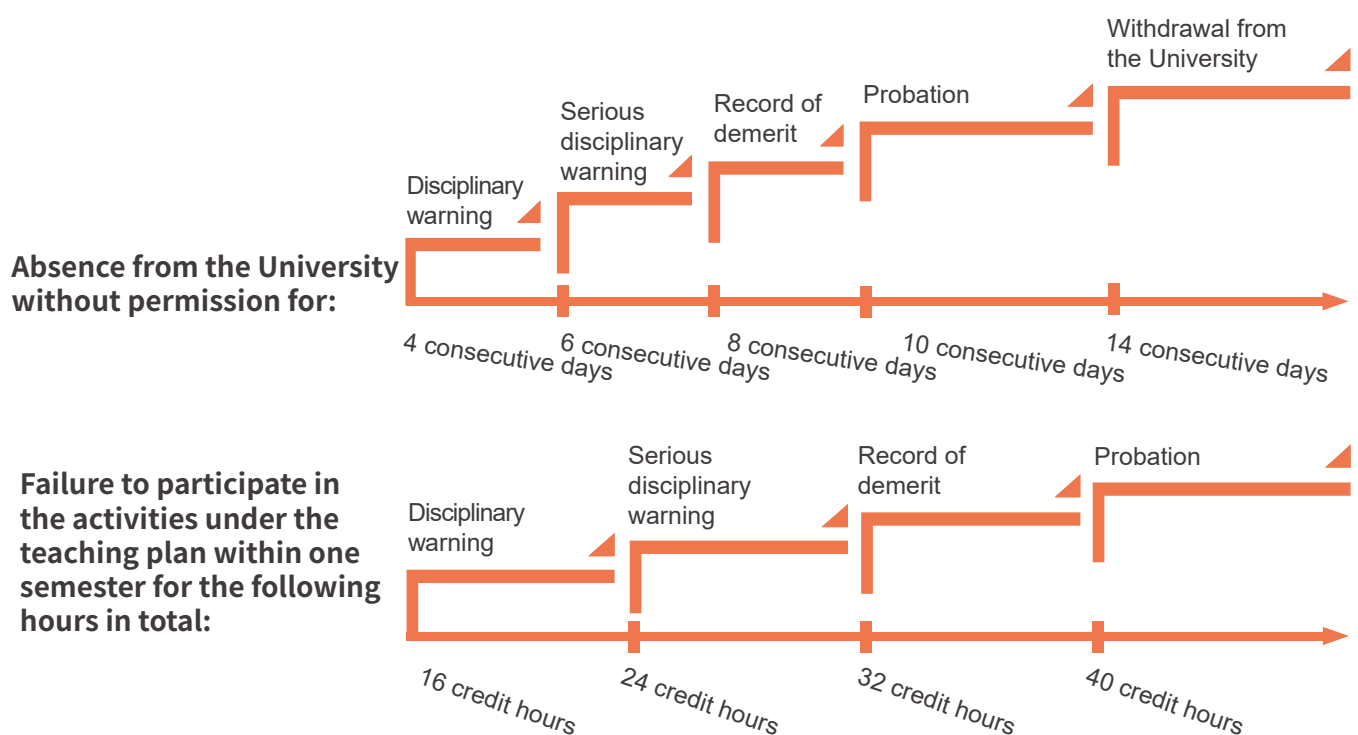 Absence from the University
without permission for:
Disciplinary
warning
Serious
disciplinary
warning
Record of
demerit
Probation
Withdrawal from
the University
4 consecutive days
6 consecutive days
8 consecutive days
10 consecutive days
14 consecutive days
Failure to participate in
the activities under the
teaching plan within one
semester for the following
hours in total:
Disciplinary
warning
Serious
disciplinary
warning
Record of
demerit
Probation
16 credit hours
24 credit hours
32 credit hours
40 credit hours